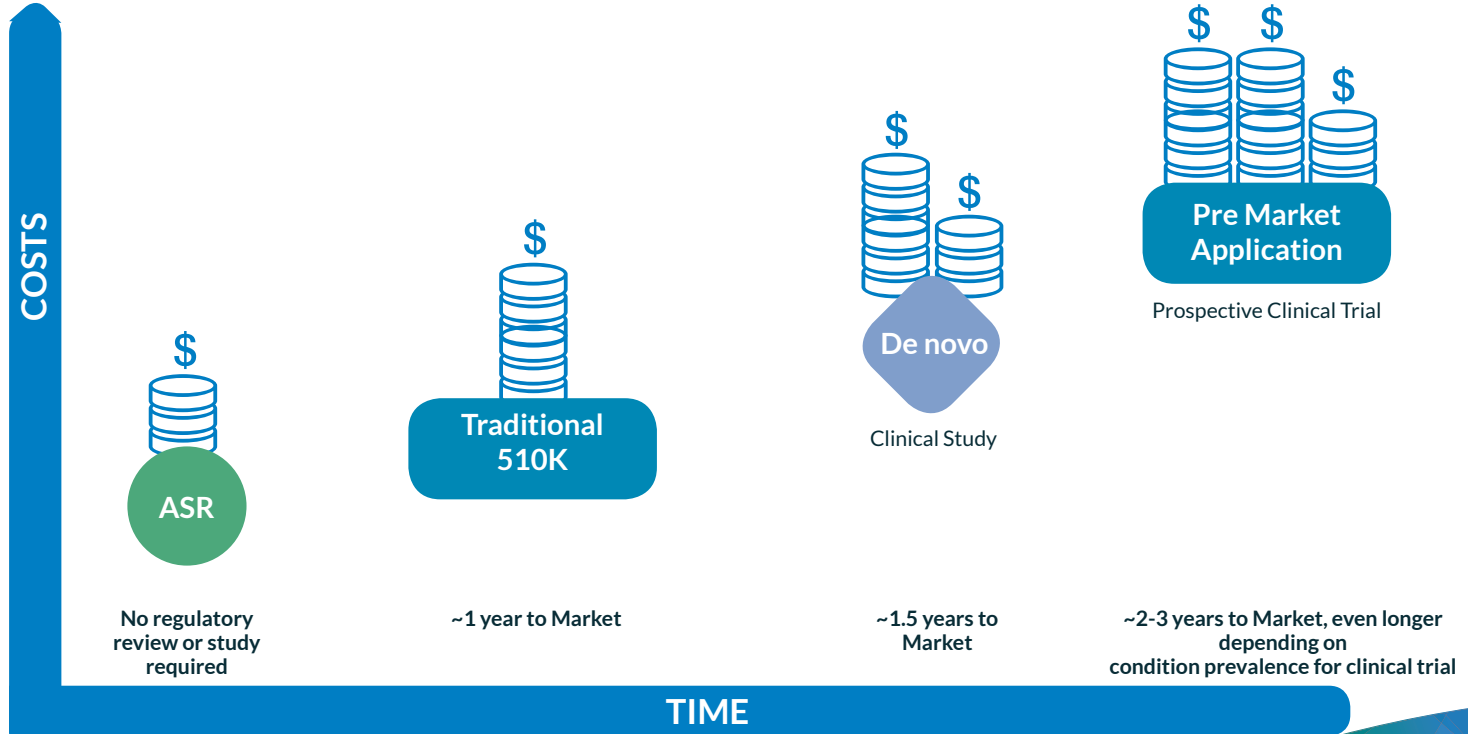 COSTS
$
ASR
No regulatory
review or study
required
$
Traditional
510K
~1 year to Market
$
$
De novo
Clinical Study
~1.5 years to
Market
$
$
$
Pre Market
Application
Prospective Clinical Trial
~2-3 years to Market, even longer
depending on
condition prevalence for clinical trial
TIME